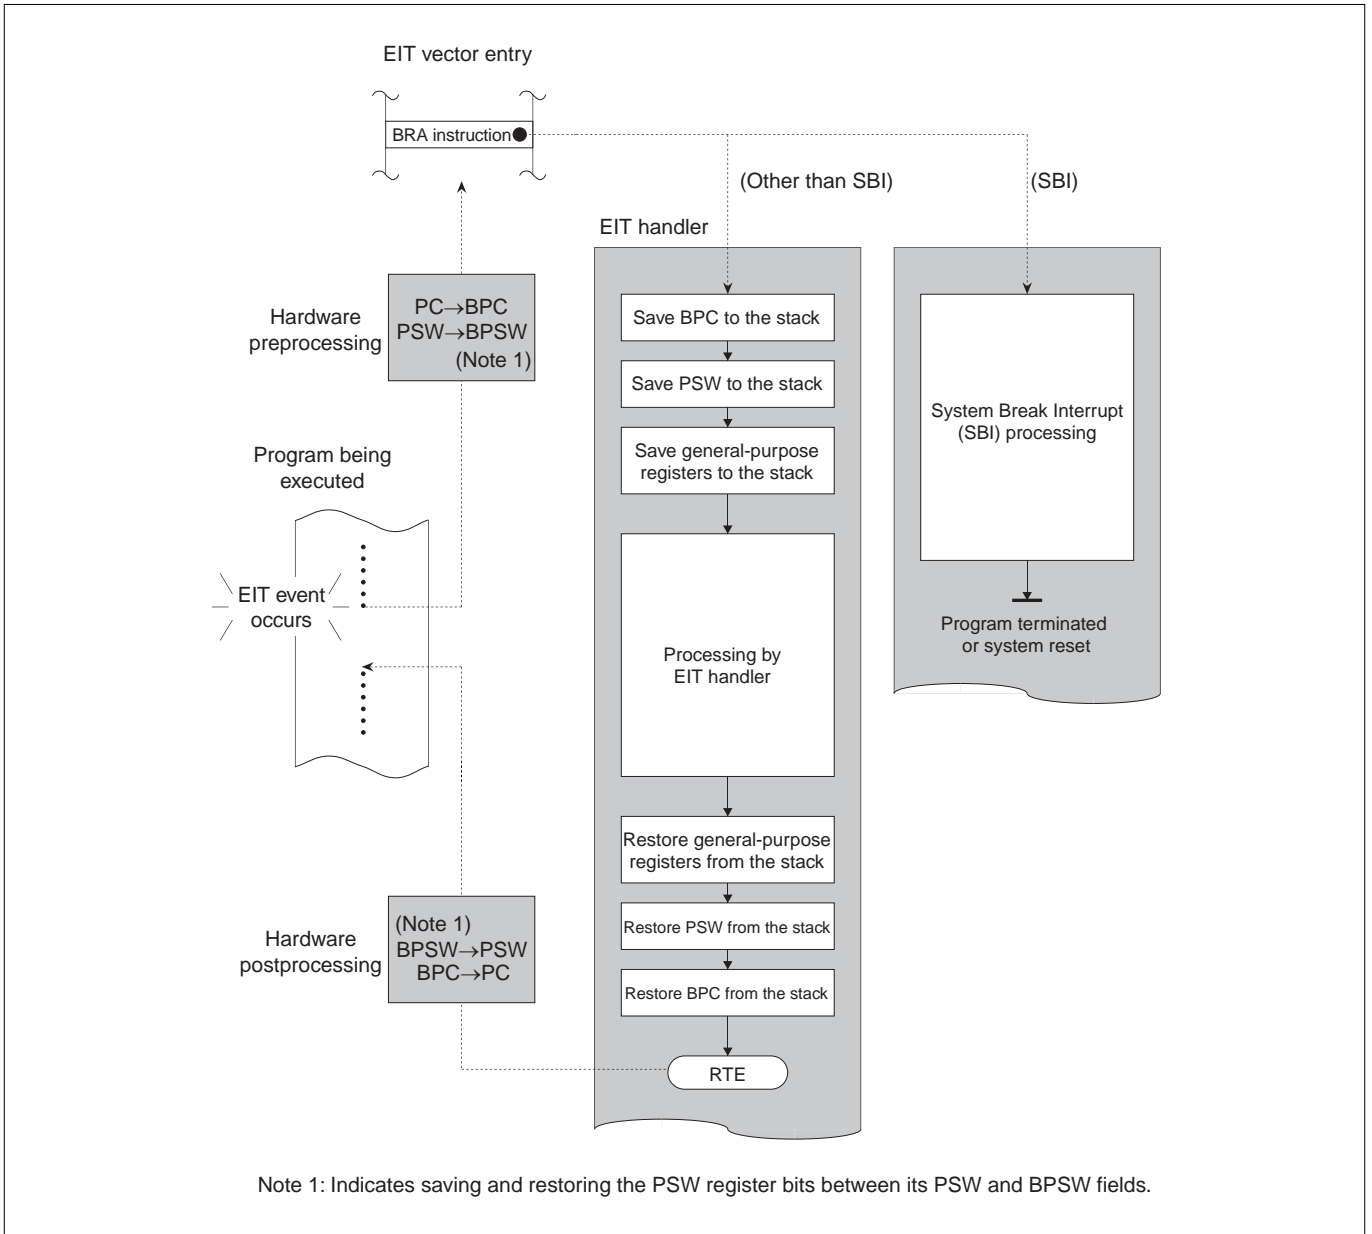 EIT vector entry
BRA instruction
(Other than SBI)
(SBI)
EIT handler
Hardware
preprocessing
PC→BPC
PSW→BPSW
(Note 1)
Save BPC to the stack
Save PSW to the stack
Save general-purpose
registers to the stack
System Break Interrupt
(SBI) processing
Program being
executed
EIT event
occurs
Program terminated
or system reset
Processing by
EIT handler
Restore general-purpose
registers from the stack
Restore PSW from the stack
Restore BPC from the stack
RTE
Hardware
postprocessing
(Note 1)
BPSW→PSW
BPC→PC
Note 1: Indicates saving and restoring the PSW register bits between its PSW and BPSW fields.